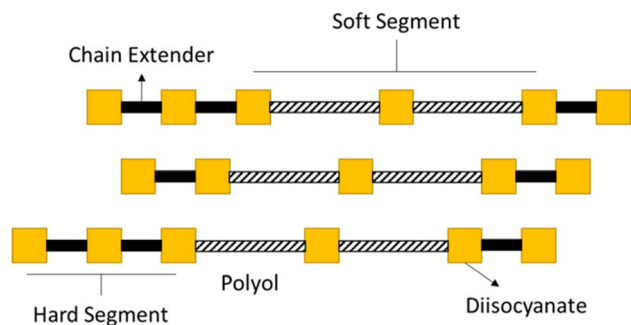 Soft Segment
Chain Extender
Polyol
Hard Segment
Diisocyanate